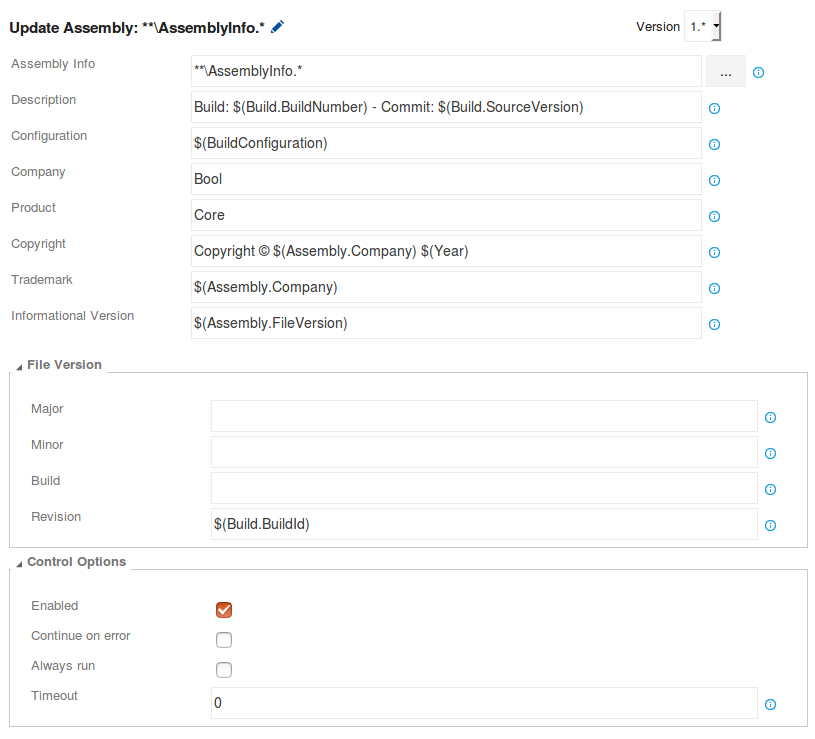 Update Assembly: **\AssemblyInfo.* Version 1.*
Assembly Info **\AssemblyInfo.* ...
Description Build: $(Build.BuildNumber) - Commit: $(Build.SourceVersion)
Configuration $(BuildConfiguration)
Company Bool
Product Core
Copyright Copyright © $(Assembly.Company) $(Year)
Trademark $(Assembly.Company)
Informational Version $(Assembly.FileVersion)
File Version
Major
Minor
Build
Revision $(Build.BuildId)
Control Options
Enabled
Continue on error
Always run
Timeout 0